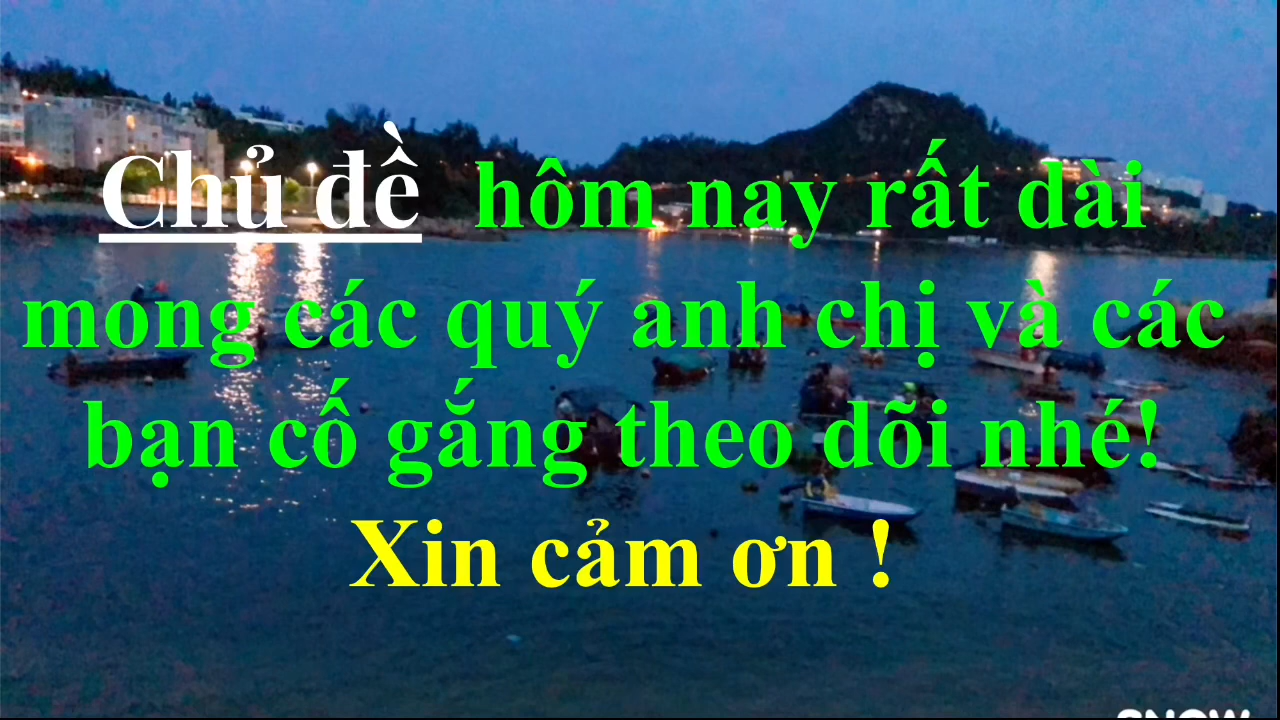 Chủ đề hôm nay rất dài
mong các quý anh chị và các
bạn cố gắng theo dõi nhé!
Xin cảm ơn !
SNOW